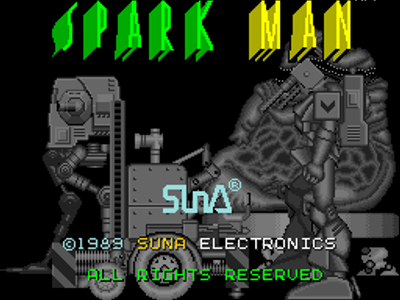 SPARK MAN
SUNA®
©1989 SUNA ELECTRONICS
ALL RIGHTS RESERVED